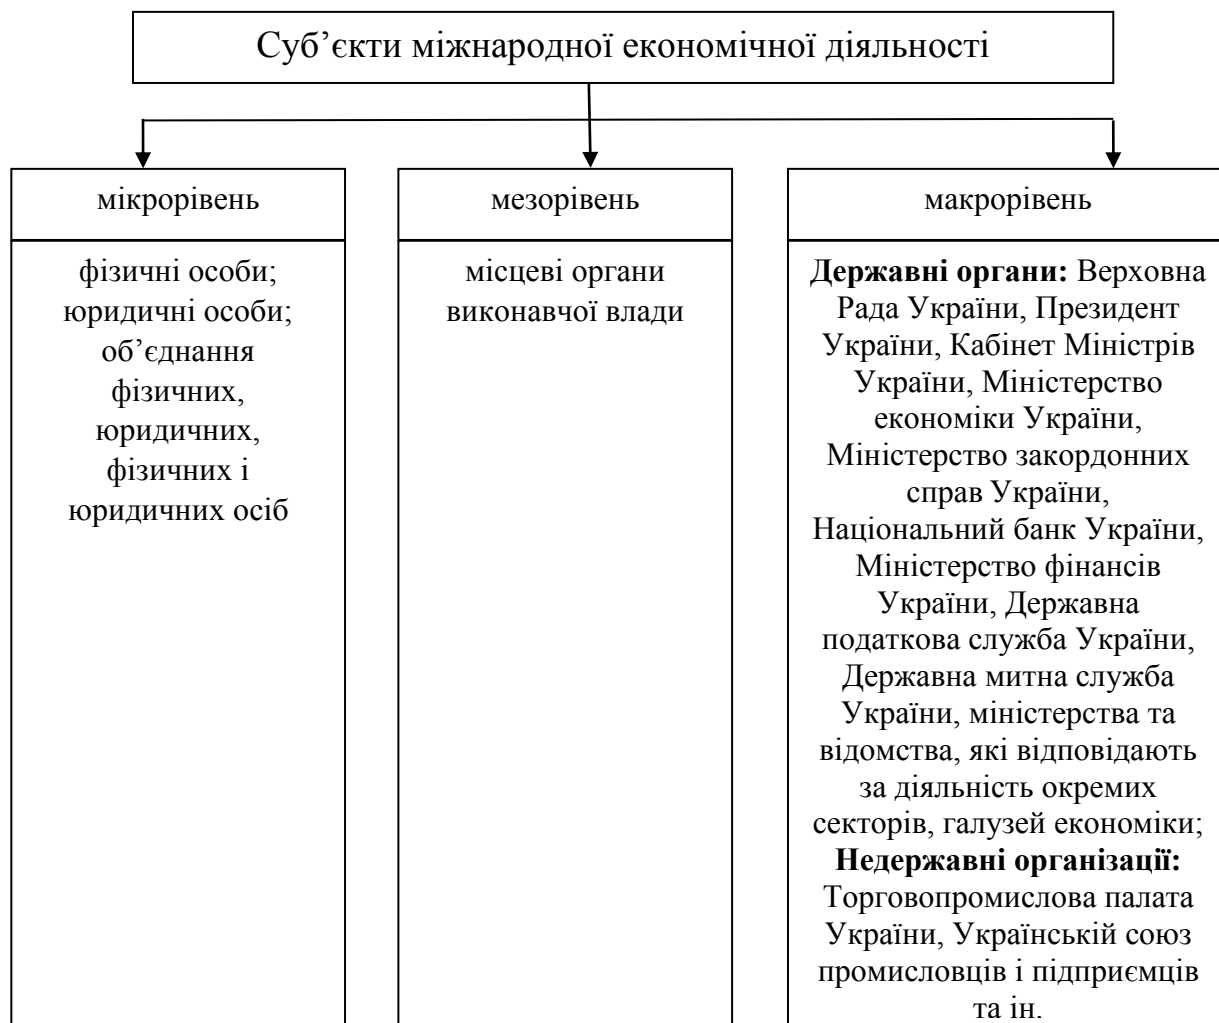 Суб’єкти міжнародної економічної діяльності
мікрорівень
фізичні особи;
юридичні особи;
об’єднання
фізичних,
юридичних,
фізичних і
юридичних осіб
мезорівень
місцеві органи
виконавчої влади
макрорівень
Державні органи: Верховна
Рада України, Президент
України, Кабінет Міністрів
України, Міністерство
економіки України,
Міністерство закордонних
справ України,
Національний банк України,
Міністерство фінансів
України, Державна
податкова служба України,
Державна митна служба
України, міністерства та
відомства, які відповідають
за діяльність окремих
секторів, галузей економіки;
Недержавні організації:
Торговопромислова палата
України, Українській союз
промисловців і підприємців
та ін.